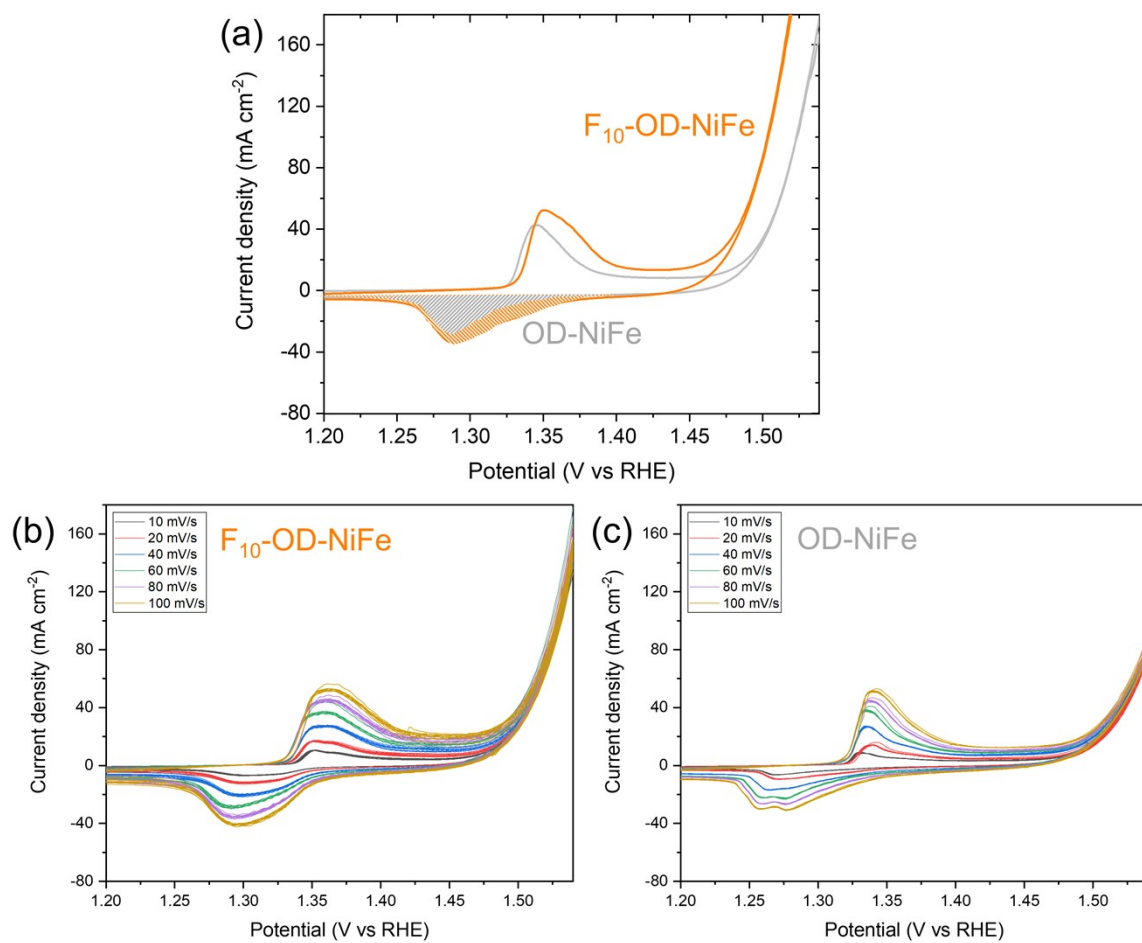 (a)
F₁₀-OD-NiFe
OD-NiFe
Current density (mA cm⁻²)
160
120
80
40
0
-40
-80
1.20 1.25 1.30 1.35 1.40 1.45 1.50
Potential (V vs RHE)
(b)
F₁₀-OD-NiFe
10 mV/s
20 mV/s
40 mV/s
60 mV/s
80 mV/s
100 mV/s
Current density (mA cm⁻²)
160
120
80
40
0
-40
-80
1.20 1.25 1.30 1.35 1.40 1.45 1.50
Potential (V vs RHE)
(c)
OD-NiFe
10 mV/s
20 mV/s
40 mV/s
60 mV/s
80 mV/s
100 mV/s
Current density (mA cm⁻²)
160
120
80
40
0
-40
-80
1.20 1.25 1.30 1.35 1.40 1.45 1.50
Potential (V vs RHE)